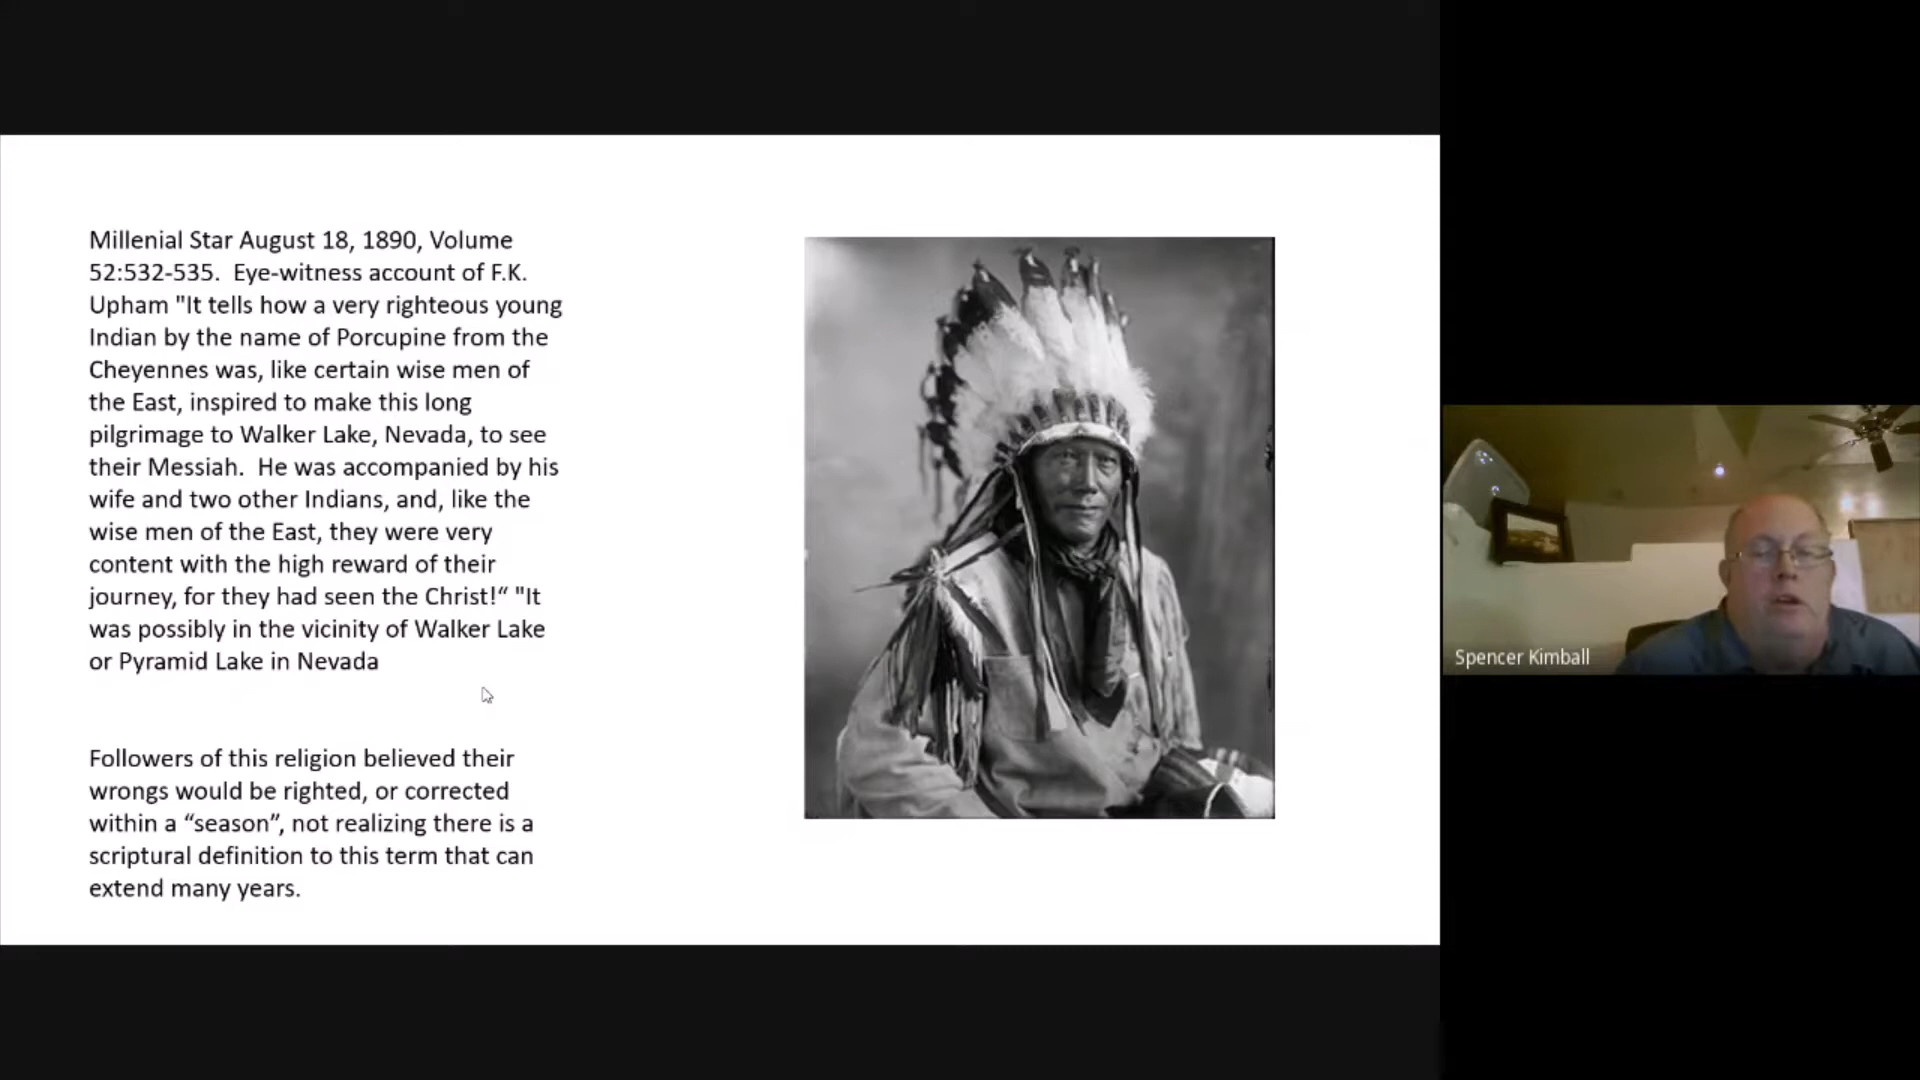 Millenial Star August 18, 1890, Volume
52:532-535.  Eye-witness account of F.K.
Upham "It tells how a very righteous young
Indian by the name of Porcupine from the
Cheyennes was, like certain wise men of
the East, inspired to make this long
pilgrimage to Walker Lake, Nevada, to see
their Messiah.  He was accompanied by his
wife and two other Indians, and, like the
wise men of the East, they were very
content with the high reward of their
journey, for they had seen the Christ!“ "It
was possibly in the vicinity of Walker Lake
or Pyramid Lake in Nevada
Followers of this religion believed their
wrongs would be righted, or corrected
within a “season”, not realizing there is a
scriptural definition to this term that can
extend many years.
Spencer Kimball